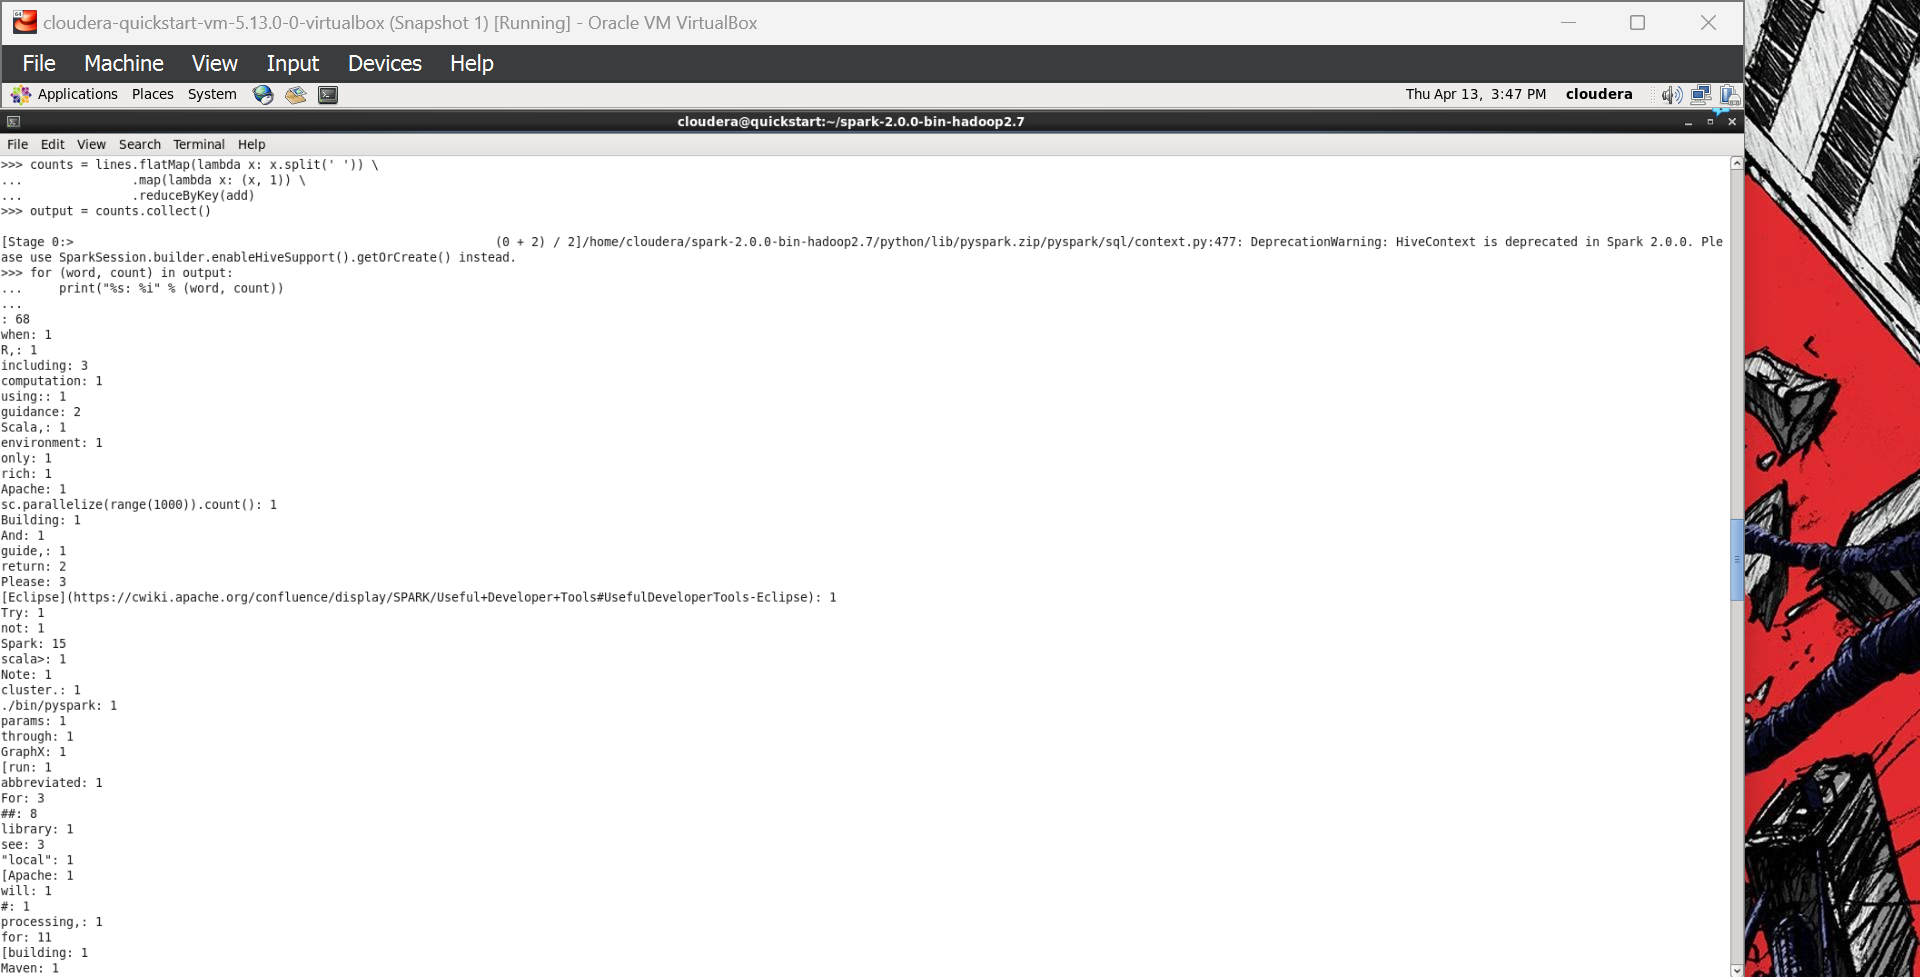 cloudera-quickstart-vm-5.13.0-0-virtualbox (Snapshot 1) [Running] - Oracle VM VirtualBox
File Machine View Input Devices Help
Applications Places System Thu Apr 13, 3:47 PM cloudera
cloudera@quickstart:~/spark-2.0.0-bin-hadoop2.7
File Edit View Search Terminal Help
>>> counts = lines.flatMap(lambda x: x.split(' ')) \
...               .map(lambda x: (x, 1)) \
...               .reduceByKey(add)
>>> output = counts.collect()
[Stage 0:>                                                          (0 + 2) / 2]/home/cloudera/spark-2.0.0-bin-hadoop2.7/python/lib/pyspark.zip/pyspark/sql/context.py:477: DeprecationWarning: HiveContext is deprecated in Spark 2.0.0. Ple
ase use SparkSession.builder.enableHiveSupport().getOrCreate() instead.
>>> for (word, count) in output:
...     print("%s: %i" % (word, count))
...
: 68
when: 1
R,: 1
including: 3
computation: 1
using:: 1
guidance: 2
Scala,: 1
environment: 1
only: 1
rich: 1
Apache: 1
sc.parallelize(range(1000)).count(): 1
Building: 1
And: 1
guide,: 1
return: 2
Please: 3
[Eclipse](https://cwiki.apache.org/confluence/display/SPARK/Useful+Developer+Tools#UsefulDeveloperTools-Eclipse): 1
Try: 1
not: 1
Spark: 15
scala>: 1
Note: 1
cluster.: 1
./bin/pyspark: 1
params: 1
through: 1
GraphX: 1
[run: 1
abbreviated: 1
For: 3
##: 8
library: 1
see: 3
"local": 1
[Apache: 1
will: 1
#: 1
processing,: 1
for: 11
[building: 1
Maven: 1